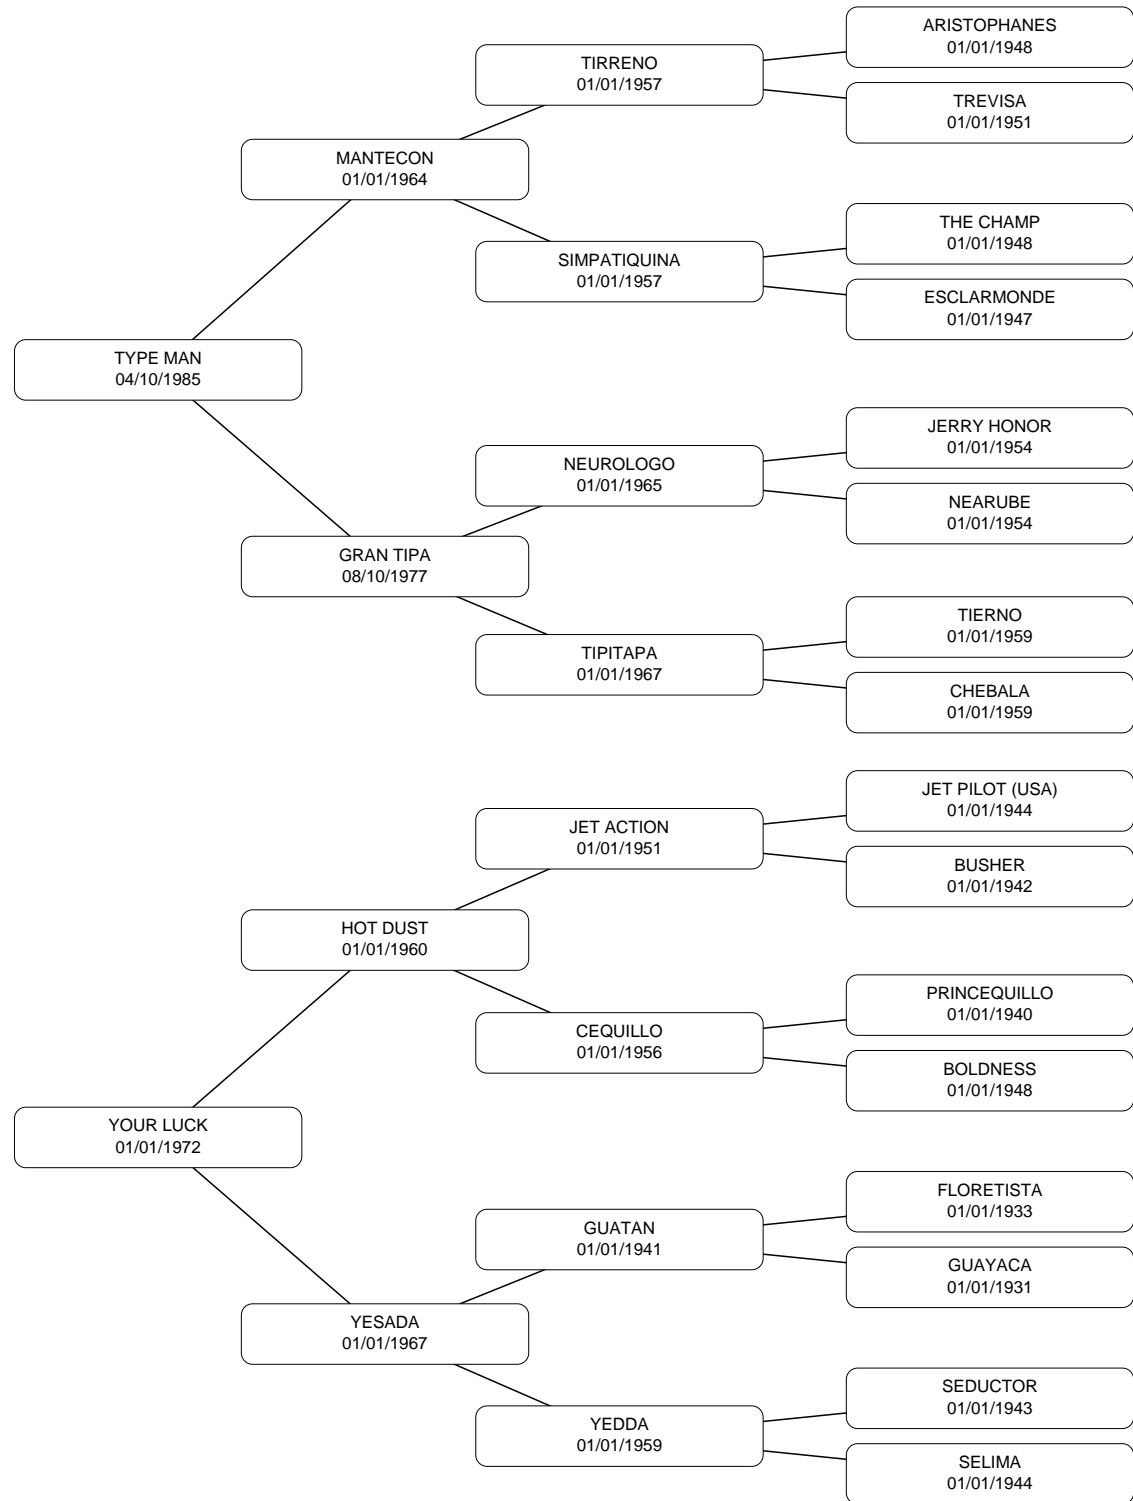 ARISTOPHANES
01/01/1948
TIRRENO
01/01/1957
TREVISA
01/01/1951
MANTECON
01/01/1964
THE CHAMP
01/01/1948
SIMPATIQUINA
01/01/1957
ESCLARMONDE
01/01/1947
TYPE MAN
04/10/1985
JERRY HONOR
01/01/1954
NEUROLOGO
01/01/1965
NEARUBE
01/01/1954
GRAN TIPA
08/10/1977
TIERNO
01/01/1959
TIPITAPA
01/01/1967
CHEBALA
01/01/1959
JET PILOT (USA)
01/01/1944
JET ACTION
01/01/1951
BUSHER
01/01/1942
HOT DUST
01/01/1960
PRINCEQUILLO
01/01/1940
CEQUILLO
01/01/1956
BOLDNESS
01/01/1948
YOUR LUCK
01/01/1972
FLORETISTA
01/01/1933
GUATAN
01/01/1941
GUAYACA
01/01/1931
YESADA
01/01/1967
SEDUCTOR
01/01/1943
YEDDA
01/01/1959
SELIMA
01/01/1944